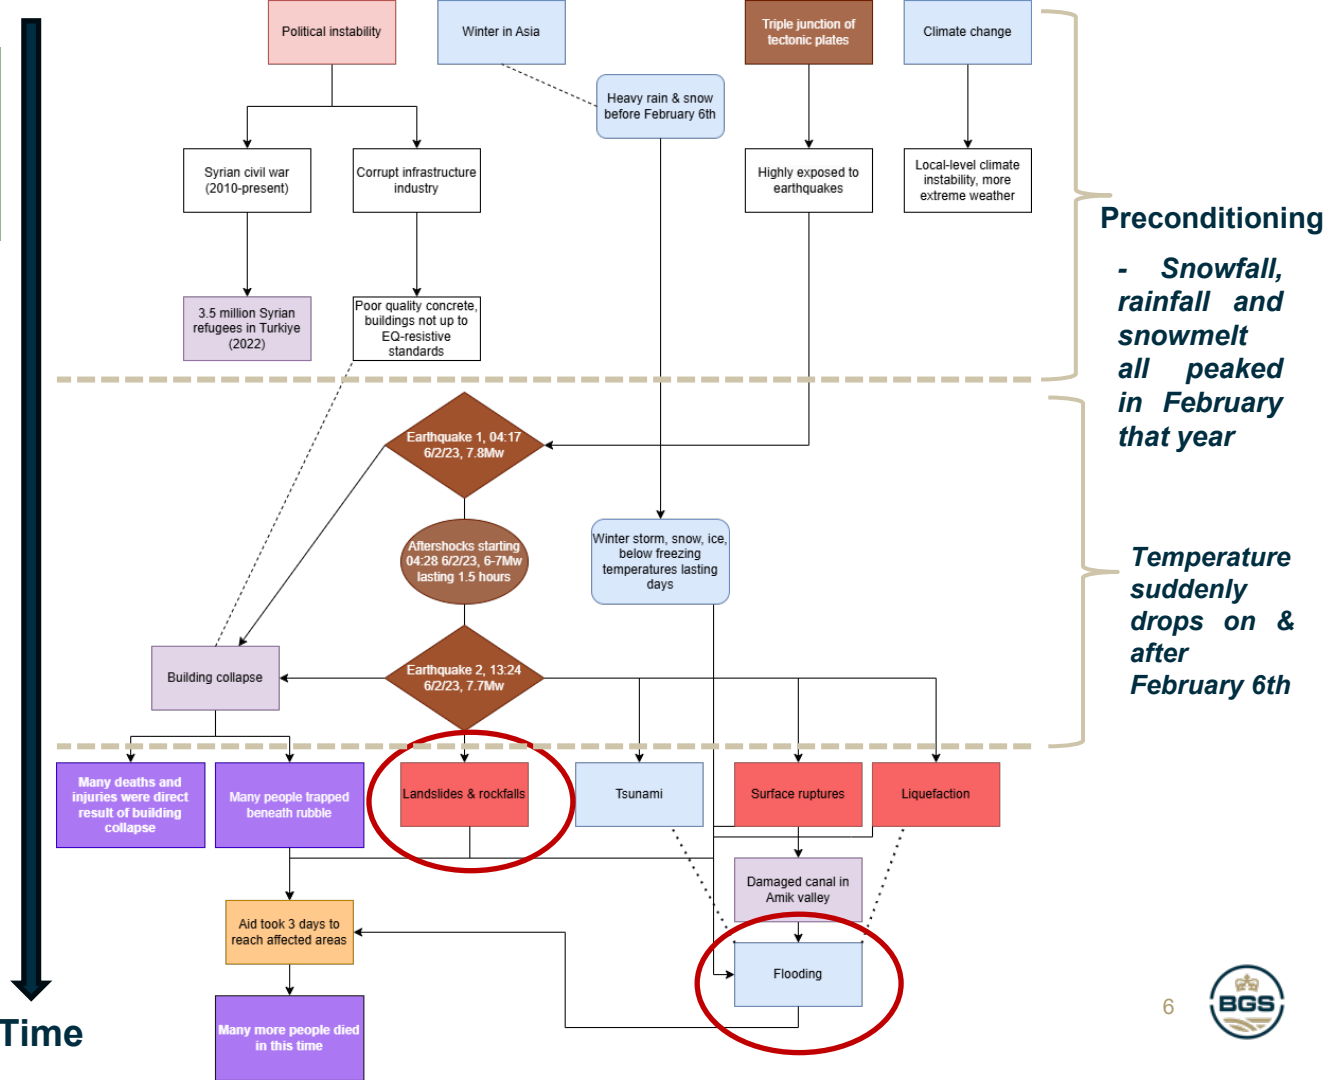 Political instability
Winter in Asia
Triple junction of
tectonic plates
Climate change
Heavy rain & snow
before February 6th
Syrian civil war
(2010-present)
Corrupt infrastructure
industry
Highly exposed to
earthquakes
Local-level climate
instability, more
extreme weather
3.5 million Syrian
refugees in Turkiye
(2022)
Poor quality concrete,
buildings not up to
EQ-resistive
standards
Preconditioning
- Snowfall,
rainfall and
snowmelt
all peaked
in February
that year
Earthquake 1, 04:17
6/2/23, 7.8Mw
Aftershocks starting
04:28 6/2/23, 6-7Mw
lasting 1.5 hours
Winter storm, snow, ice,
below freezing
temperatures lasting
days
Temperature
suddenly
drops on &
after
February 6th
Building collapse
Earthquake 2, 13:24
6/2/23, 7.7Mw
Many deaths and
injuries were direct
result of building
collapse
Many people trapped
beneath rubble
Landslides & rockfalls
Tsunami
Surface ruptures
Liquefaction
Damaged canal in
Amik valley
Aid took 3 days to
reach affected areas
Flooding
Many more people died
in this time
Time
6
BGS